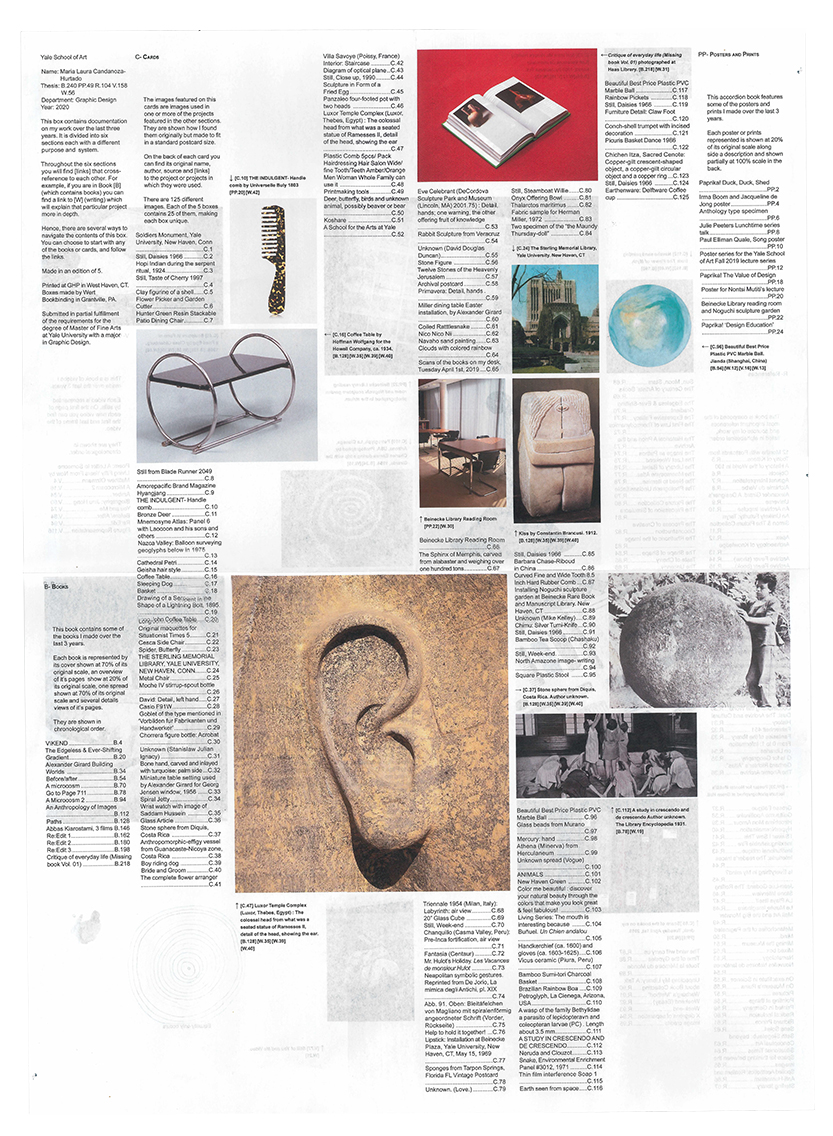 Yale School of Art
Name: Maria Laura Candanoza-
Hurtado
Thesis: B.240 PP.49 R.104 V.158
W.56
Department: Graphic Design
Year: 2020
This box contains documentation
on my work over the last three
years. It is divided into six
sections each with a different
purpose and system.
Throughout the six sections
you will find [links] that cross-
reference to each other. For
example, if you are in Book [B]
(which contains books) you can
find a link to [W] (writing) which
will explain that particular project
more in depth.
Hence, there are several ways to
navigate the contents of this box.
You can choose to start with any
of the books or cards, and follow
the links.
Made in an edition of 5.
Printed at GHP in West Haven, CT.
Boxes made by Wert
Bookbinding in Grantville, PA.
Submitted in partial fulfillment
of the requirements for the
degree of Master of Fine Arts
at Yale University with a major
in Graphic Design.
B- BOOKS
This book contains some of
the books I made over the
last 3 years.
Each book is represented by
its cover shown at 70% of its
original scale, an overview
of it's pages show at 20% of
its original scale, one spread
shown at 70% of its original
scale and several details
views of it's pages.
They are shown in
chronological order.
VIKEND ..................B.4
The Edgeless & Ever-Shifting
Gradient..................B.20
Alexander Girard Building
Worlds ..................B.34
Before/after..................B.54
A microcosm ..................B.70
Go to Page 711..................B.78
A Microcosm 2 ..................B.94
An Anthropology of Images
..................B.112
Paths ..................B.128
Abbas Kiarostami, 3 films B.146
Re:Edit 1..................B.162
Re:Edit 2..................B.180
Re:Edit 3..................B.198
Critique of everyday life (Missing
book Vol. 01) ..................B.218
C- CARDS
The images featured on this
cards are images used in
one or more of the projects
featured in the other sections.
They are shown how I found
them originally but made to fit
in a standard postcard size.
On the back of each card you
can find its original name,
author, source and [links]
to the project or projects in
which they were used.
There are 125 different
images. Each of the 5 boxes
contains 25 of them, making
each box unique.
Soldiers Monument, Yale
University, New Haven, Conn
..................C.1
Still, Daisies 1966 ..........C.2
Hopi Indian during the serpent
ritual, 1924..................C.3
Still, Taste of Cherry 1997
..................C.4
Clay figurine of a shell......C.5
Flower Picker and Garden
Cutter ..................C.6
Hunter Green Resin Stackable
Patio Dining Chair..........C.7
Still from Blade Runner 2049
..................C.8
Amorepacific Brand Magazine
Hyangjang ..................C.9
THE INDULGENT- Handle
comb..................C.10
Bronze Deer ..................C.11
Mnemosyne Atlas: Panel 6
with Laocoon and his sons and
others ..................C.12
Nazca Valley: Balloon surveying
geoglyphs below in 1975
..................C.13
Cathedral Petri..................C.14
Geisha hair style ..........C.15
Coffee Table..................C.16
Sleeping Dog..................C.17
Basket ..................C.18
Drawing of a Serpent in the
Shape of a Lightning Bolt, 1895
..................C.19
Long-john Coffee Table.....C.20
Original maquettes for
Situationist Times 5..........C.21
Cesca Side Chair ..........C.22
Spider, Butterfly ..........C.23
THE STERLING MEMORIAL
LIBRARY, YALE UNIVERSITY,
NEW HAVEN, CONN.......C.24
Metal Chair ..................C.25
Moche IV stirrup-spout bottle
..................C.26
David: Detail, left hand.....C.27
Casio F91W..................C.28
Goblet of the type mentioned in
'Vorbilden fur Fabrikanten und
Handwerker' ..................C.29
Chorrera figure bottle: Acrobat
..................C.30
Unknown (Stanislaw Julian
Ignacy) ..................C.31
Bone hand, carved and inlayed
with turquoise: palm side...C.32
Miniature table setting used
by Alexander Girard for Georg
Jensen window, 1956 ......C.33
Spiral Jetty ..................C.34
Wrist watch with image of
Saddam Hussein ..........C.35
Glass Article..................C.36
Stone sphere from Diquis,
Costa Rica ..................C.37
Anthropomorphic-effigy vessel
from Guanacaste-Nicoya zone,
Costa Rica ..................C.38
Boy riding dog ..................C.39
Bride and Groom ..........C.40
The complete flower arranger
..................C.41
↓ [C.10] THE INDULGENT- Handle
comb by Universelle Italy 1883
[PP.20] [W.42]
← [C.16] Coffee Table by
Hoffman Wolfgang for the
Howell Company, ca. 1934.
[B.128] [W.35] [W.39] [W.40]
↑ [C.47] Luxor Temple Complex
(Luxor, Thebes, Egypt) : The
colossal head from what was a
seated statue of Ramesses II,
detail of the head, showing the ear.
[B.128] [W.35] [W.39]
[W.40]
Villa Savoye (Poissy, France)
Interior: Staircase ..........C.42
Diagram of optical plane...C.43
Still, Close up, 1990 .......C.44
Sculpture in Form of a
Fried Egg ..................C.45
Panzaleo four-footed pot with
two heads ..................C.46
Luxor Temple Complex (Luxor,
Thebes, Egypt) : The colossal
head from what was a seated
statue of Ramesses II, detail
of the head, showing the ear
..................C.47
Plastic Comb 5pcs/ Pack
Hairdressing Hair Salon Wide/
fine Tooth/Teeth Amber/Orange
Men Woman Whole Family can
use it ..................C.48
Printmaking tools ..........C.49
Deer, butterfly, birds and unknown
animal, possibly beaver or bear
..................C.50
Koshare ..................C.51
A School for the Arts at Yale
..................C.52
Eve Celebrant (DeCordova
Sculpture Park and Museum
(Lincoln, MA) 2001.75) : Detail,
hands; one warning, the other
offering fruit of knowledge
..................C.53
Rabbit Sculpture from Veracruz
..................C.54
Unknown (David Douglas
Duncan)..................C.55
Stone Figure ..................C.56
Twelve Stones of the Heavenly
Jerusalem ..................C.57
Archival postcard ..........C.58
Primavera: Detail, hands
..................C.59
Miller dining table Easter
installation, by Alexander Girard
..................C.60
Coiled Rattlesnake..........C.61
Nico Nico Nii ..................C.62
Navaho sand painting.......C.63
Clouds with colored rainbow
..................C.64
Scans of the books on my desk,
Tuesday April 1st, 2019....C.65
↑ Beinecke Library Reading Room
[PP.22] [W.30]
Beinecke Library Reading Room
..................C.66
The Sphinx of Memphis, carved
from alabaster and weighing over
one hundred tons ..........C.67
Triennale 1954 (Milan, Italy):
Labyrinth: air view..........C.68
20" Glass Cube ..........C.69
Still, Week-end..........C.70
Chanquillo (Casma Valley, Peru):
Pre-Inca fortification, air view
..................C.71
Fantasia (Centaur) ..........C.72
Mr. Hulot's Holiday. Les Vacances
de monsieur Hulot ..........C.73
Neapolitan symbolic gestures.
Reprinted from De Jorio, La
mimica degli Antichi, pl. XIX
..................C.74
Abb. 91. Oben: Bleitäfelchen
von Magliano mit spiralenförmig
angeordneter Schrift (Vorder,
Rückseite) ..................C.75
Help to hold it together! ...C.76
Lipstick: Installation at Beinecke
Plaza, Yale University, New
Haven, CT, May 15, 1969
..................C.77
Sponges from Tarpon Springs,
Florida FL Vintage Postcard
..................C.78
Unknown, (Love.) ..........C.79
Still, Steamboat Willie......C.80
Onyx Offering Bowl ..........C.81
Thalarctos maritimus ......C.82
Fabric sample for Herman
Miller, 1972 ..................C.83
Two specimen of the "the Maundy
Thursday-doll" ..................C.84
↓ [C.24] The Sterling Memorial Library,
Yale University. New Haven, CT
↑ Kiss by Constantin Brancusi. 1912.
[B.128] [W.35] [W.39] [W.40]
Still, Daisies 1966 ..........C.85
Barbara Chase-Riboud
in China ..................C.86
Curved Fine and Wide Tooth 8.5
Inch Hard Rubber Comb ...C.87
Installing Noguchi sculpture
garden at Beinecke Rare Book
and Manuscript Library. New
Haven, CT ..................C.88
Unknown (Mike Kelley)......C.89
Chimu: Silver Tumi-Knife...C.90
Still, Daisies 1966 ..........C.91
Bamboo Tea Scoop (Chashaku)
..................C.92
Still, Week-end..................C.93
North Amazone image- writing
..................C.94
Square Plastic Stool.......C.95
→ [C.37] Stone sphere from Diquis,
Costa Rica. Author unknown.
[B.128] [W.35] [W.39] [W.40]
Beautiful Best Price Plastic PVC
Marble Ball ..................C.96
Glass beads from Murano
..................C.97
Mercury: hand ..................C.98
Athena (Minerva) from
Herculaneum ..................C.99
Unknown spread (Vogue)
..................C.100
ANIMALS ..................C.101
New Haven Green ..........C.102
Color me beautiful : discover
your natural beauty through the
colors that make you look great
& feel fabulous! ..........C.103
Living Series: The mouth is
interesting because .......C.104
Buñuel. Un Chien andalou
..................C.105
Handkerchief (ca. 1600) and
gloves (ca. 1603-1625)....C.106
Vicus ceramic (Piura, Peru)
..................C.107
Bamboo Sumi-tori Charcoal
Basket ..................C.108
Brazilian Rainbow Boa ...C.109
Petroglyph, La Cienega, Arizona,
USA..................C.110
A wasp of the family Bethylidae
a parasito of lepidopteravn and
coleopteran larvae (PC) . Length
about 3.5 mm..................C.111
A STUDY IN CRESCENDO AND
DE CRESCENDO..........C.112
Neruda and Clouzot..........C.113
Snake, Environmental Enrichment
Panel #3012, 1971 ..........C.114
Thin film interference Soap 1
..................C.115
Earth seen from space.....C.116
← Critique of everyday life (Missing
book Vol. 01) photographed at
Haas Library. [B.218] [W.31]
Beautiful Best Price Plastic PVC
Marble Ball ..................C.117
Rainbow Pickets ..........C.118
Still, Daisies 1966 ..........C.119
Furniture Detail: Claw Foot
..................C.120
Conch-shell trumpet with incised
decoration ..................C.121
Picuris Basket Dance 1966
..................C.122
Chichen Itza, Sacred Cenote:
Copper-gilt crescent-shaped
object, a copper-gilt circular
object and a copper ring ...C.123
Still, Daisies 1966 ..........C.124
Earthenware: Delftware Coffee
cup ..................C.125
↑ [C.112] A study in crescendo and
de crescendo Author unknown.
The Library Encyclopedia 1931.
[B.78] [W.19]
PP- POSTERS AND PRINTS
This accordion book features
some of the posters and
prints I made over the last 3
years.
Each poster or prints
represented is shown at 20%
of its original scale along
side a description and shown
partially at 100% scale in the
back.
Paprika! Duck, Duck, Shed
..................PP.2
Irma Boom and Jacqueline de
Jong poster ..................PP.4
Anthology type specimen
..................PP.6
Julie Peeters Lunchtime series
talk ..................PP.8
Paul Elliman Quale, Song poster
..................PP.10
Poster series for the Yale School
of Art Fall 2019 lecture series
..................PP.12
Paprika! The Value of Design
..................PP.18
Poster for Nontsi Mutiti's lecture
..................PP.20
Beinecke Library reading room
and Noguchi sculpture garden
..................PP.22
Paprika! 'Design Education'
..................PP.24
← [C.96] Beautiful Best Price
Plastic PVC Marble Ball.
Jiande (Shanghai, China)
[B.54] [W.12] [V.16] [W.13]